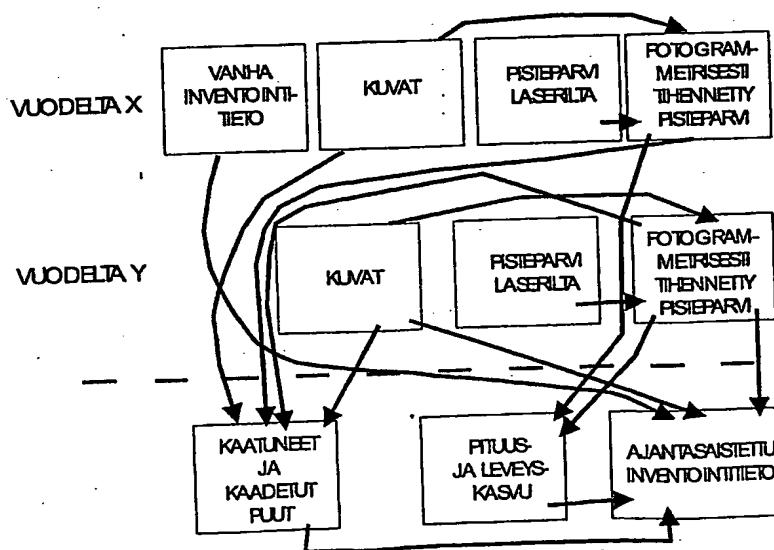 VUODELTA X
VANHA
INVENTOINTI-
TIETO
KUVAT
PISTEPARVI
LASERILTA
FOTOGRAM-
METRISESTI
TIHENNETTY
PISTEPARVI
VUODELTA Y
KUVAT
PISTEPARVI
LASERILTA
FOTOGRAM-
METRISESTI
TIHENNETTY
PISTEPARVI
KAATUNEET
JA
KAADETUT
PUUT
PITUUS-
JA LEVEYS-
KASVU
AJANTASAISTETTU
INVENTOINTITIETO